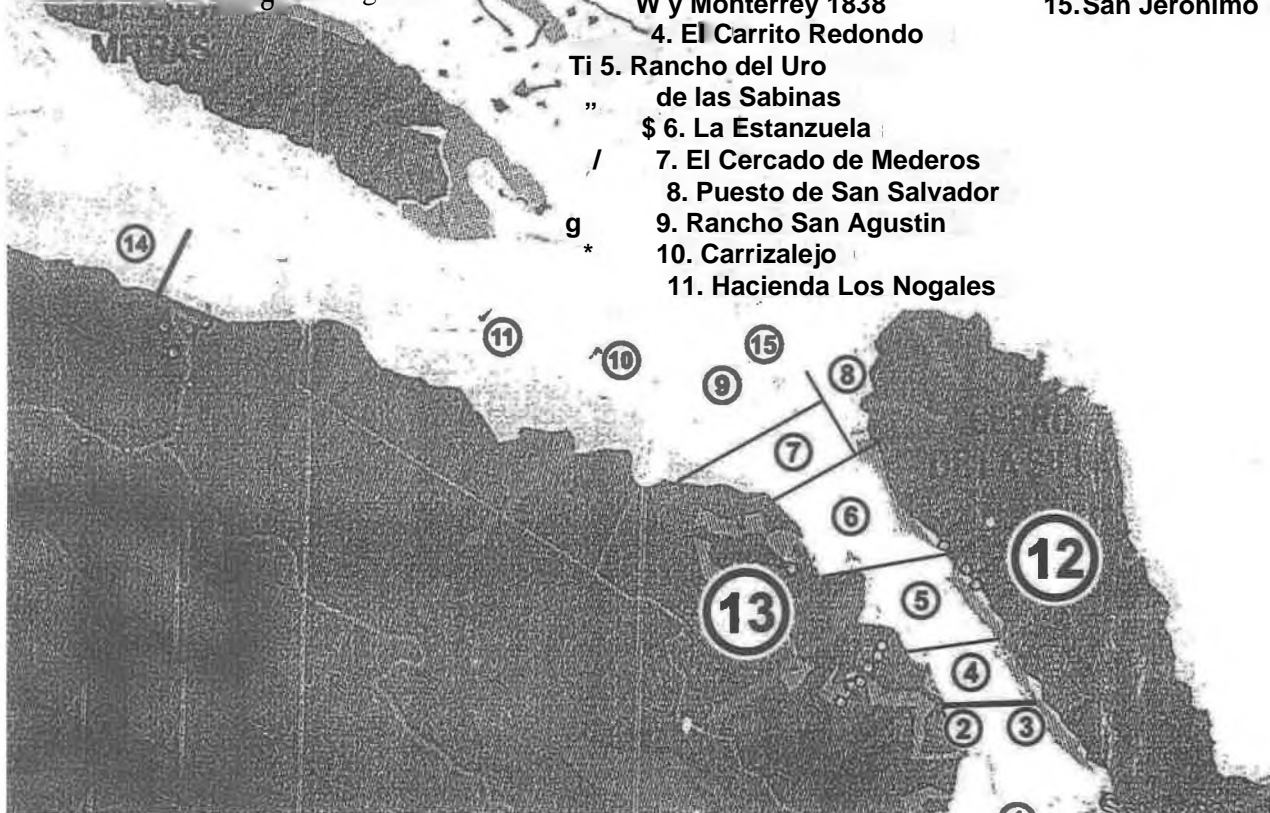 W y Monterrey 1838
15. San Jerónimo
4. El Carrito Redondo
Ti 5. Rancho del Uro
„ de las Sabinas
$ 6. La Estanzuela
/ 7. El Cercado de Mederos
8. Puesto de San Salvador
g 9. Rancho San Agustin
* 10. Carrizalejo
11. Hacienda Los Nogales
MITRAS
14
11
10
15
9
8
7
6
12
5
13
4
2
3